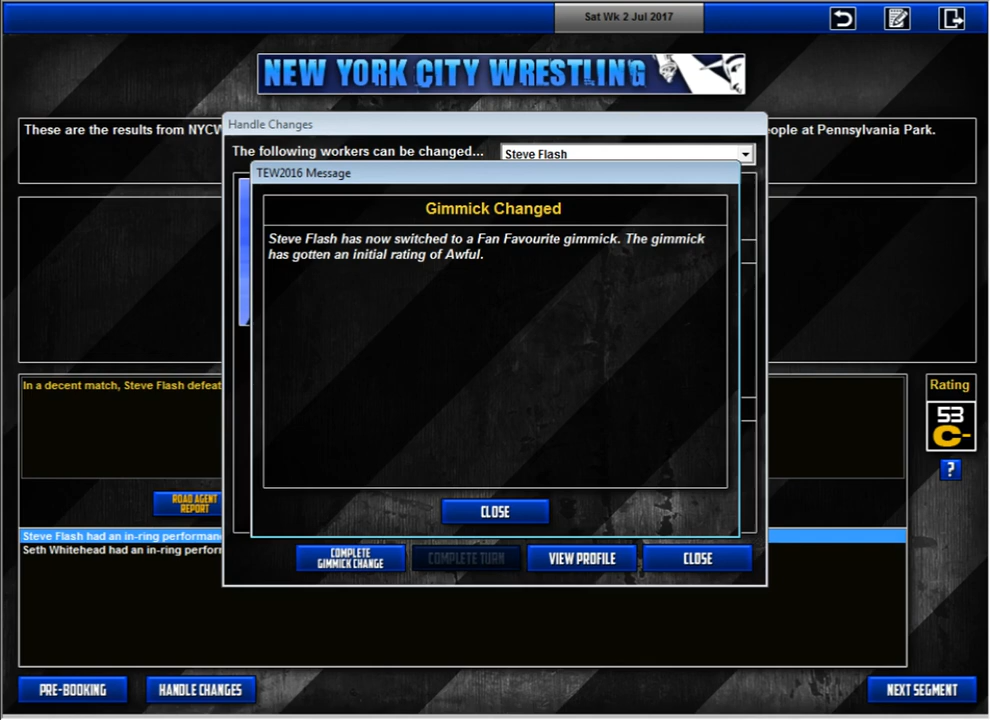 Sat Wk 2 Jul 2017
NEW YORK CITY WRESTLING
These are the results from NYCW
eople at Pennsylvania Park.
Handle Changes
The following workers can be changed...
Steve Flash
TEW2016 Message
Gimmick Changed
Steve Flash has now switched to a Fan Favourite gimmick. The gimmick
has gotten an initial rating of Awful.
In a decent match, Steve Flash defeat
Rating
53
C-
?
ROAD AGENT
REPORT
CLOSE
Steve Flash had an in-ring performan
Seth Whitehead had an in-ring perfor
COMPLETE
GIMMICK CHANGE
COMPLETE TURN
VIEW PROFILE
CLOSE
PRE-BOOKING
HANDLE CHANGES
NEXT SEGMENT